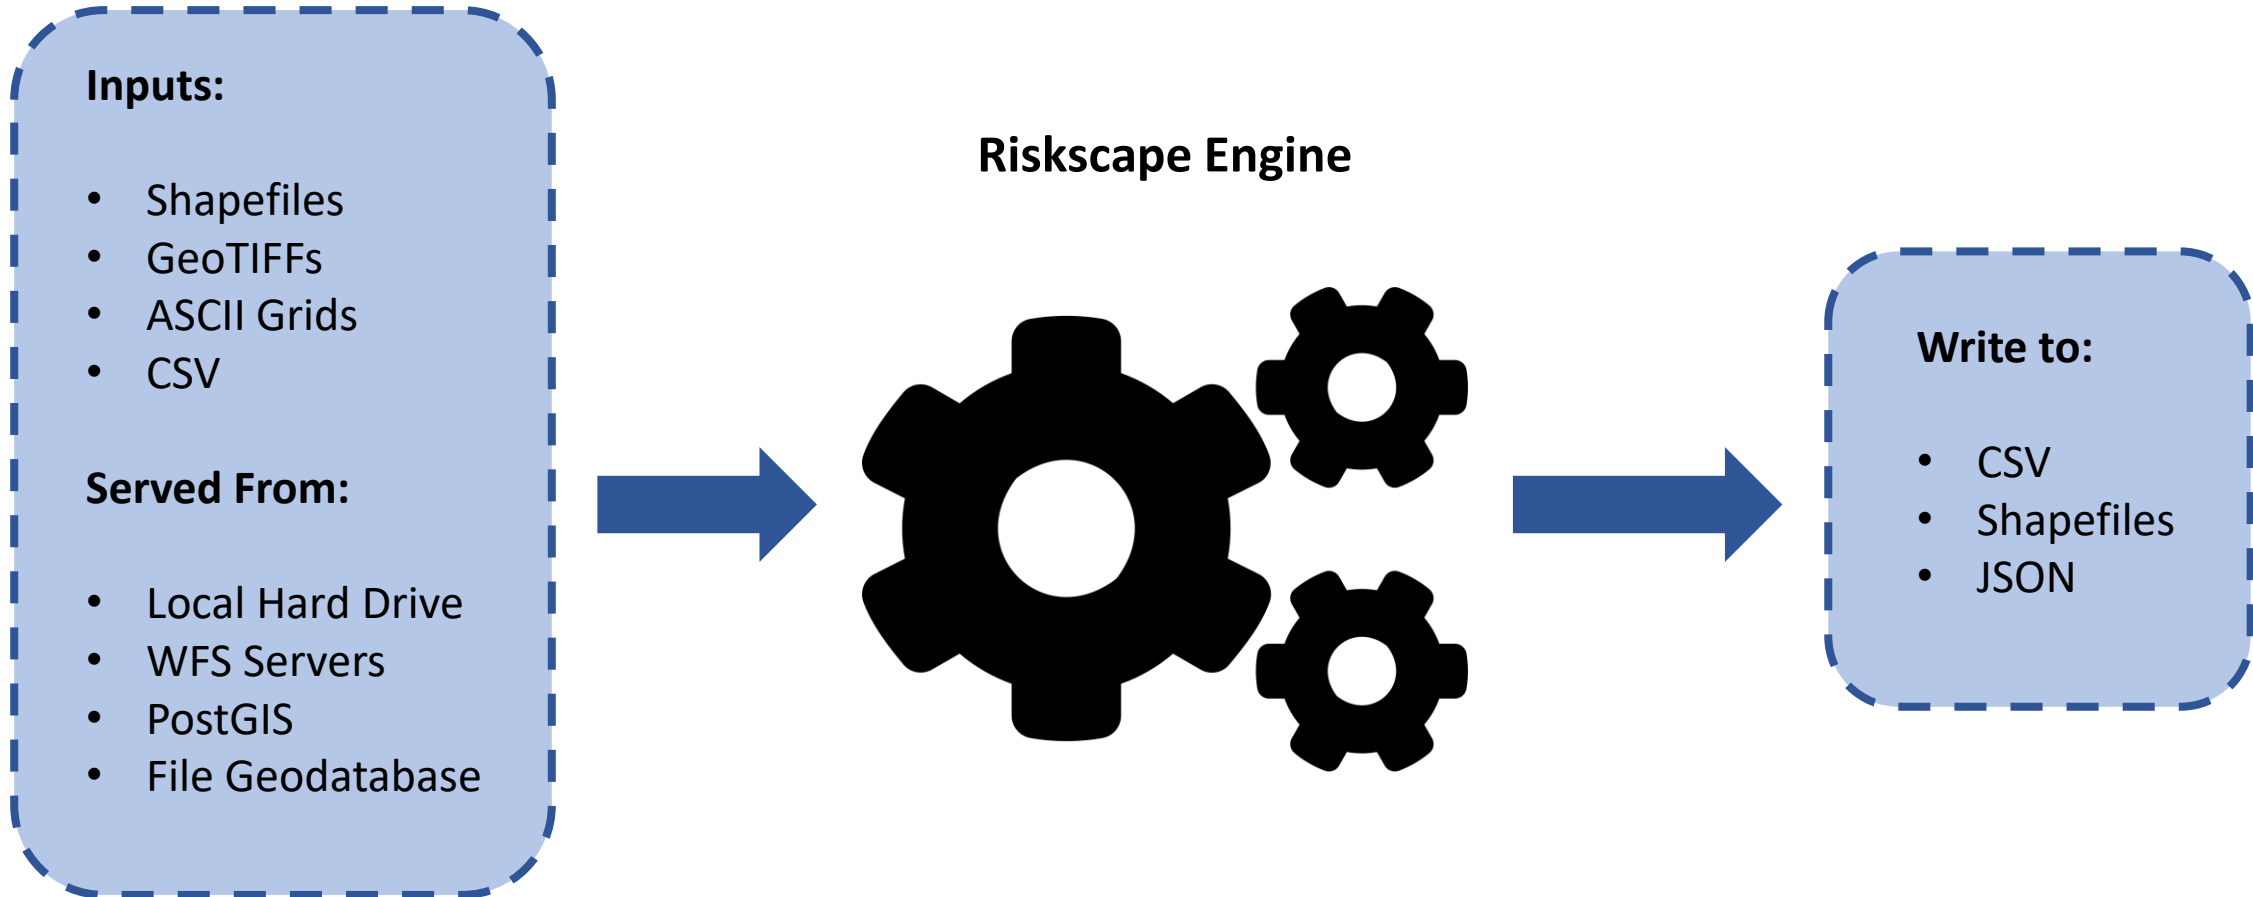 Inputs:
• Shapefiles
• GeoTIFFs
• ASCII Grids
• CSV
Served From:
• Local Hard Drive
• WFS Servers
• PostGIS
• File Geodatabase
Riskscape Engine
Write to:
• CSV
• Shapefiles
• JSON